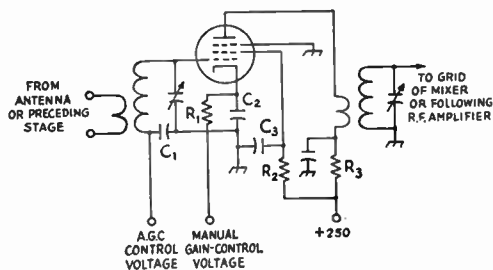 FROM
ANTENNA
OR PRECEDING
STAGE
C1
R1
C2
C3
R2
R3
TO GRID
OF MIXER
OR FOLLOWING
R.F. AMPLIFIER
A.G.C
CONTROL
VOLTAGE
MANUAL
GAIN-CONTROL
VOLTAGE
+250